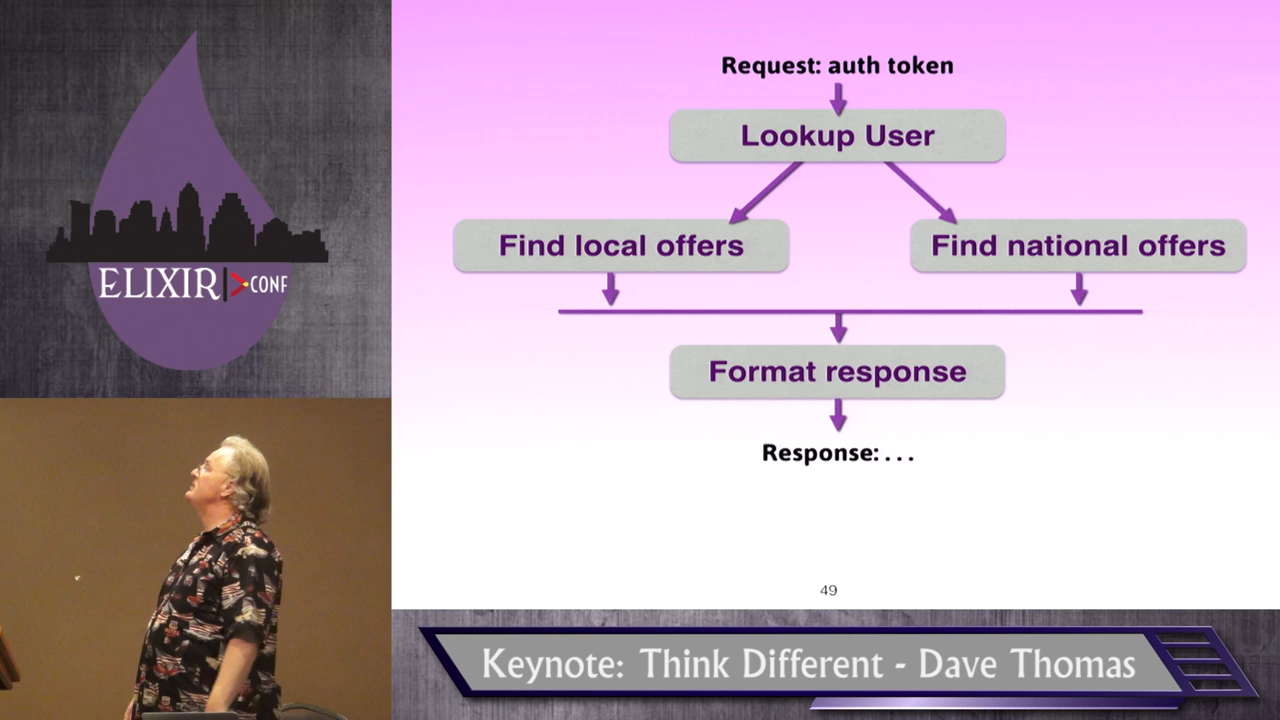 ELIXIR CONF
Request: auth token
Lookup User
Find local offers
Find national offers
Format response
Response: . . .
49
Keynote: Think Different - Dave Thomas